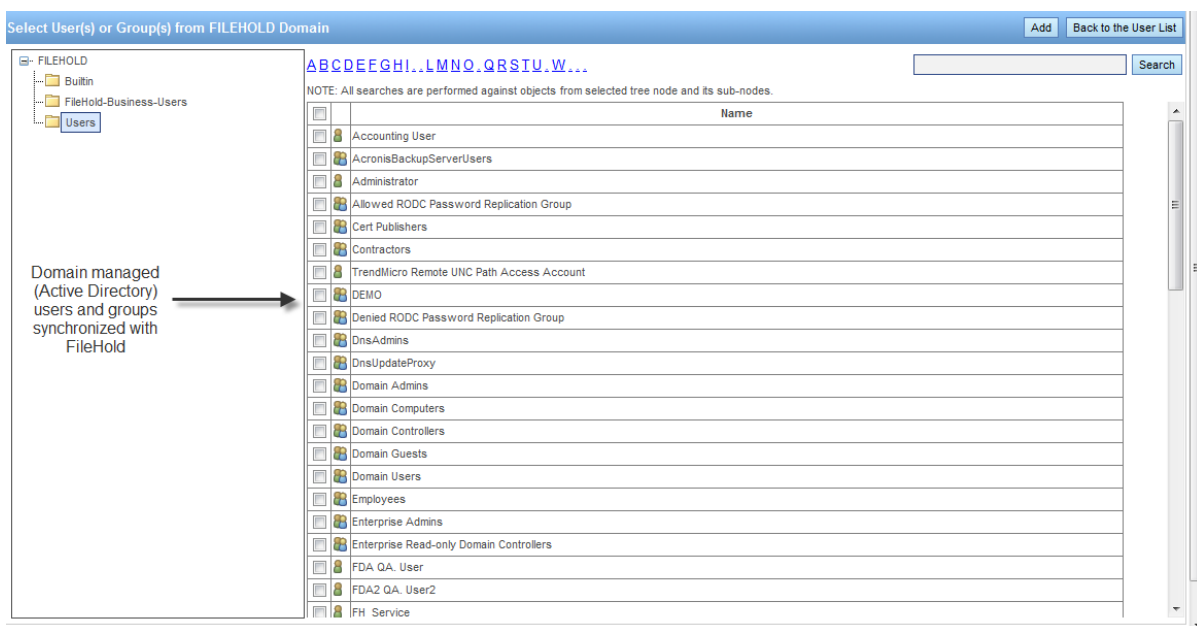 Select User(s) or Group(s) from FILEHOLD Domain
Add
Back to the User List
FILEHOLD
Builtin
FileHold-Business-Users
Users
A B C D E F G H I . . L M N O . Q R S T U . W . . .
Search
NOTE: All searches are performed against objects from selected tree node and its sub-nodes.
Name
Accounting User
AcronisBackupServerUsers
Administrator
Allowed RODC Password Replication Group
Cert Publishers
Contractors
TrendMicro Remote UNC Path Access Account
DEMO
Denied RODC Password Replication Group
DnsAdmins
DnsUpdateProxy
Domain Admins
Domain Computers
Domain Controllers
Domain Guests
Domain Users
Employees
Enterprise Admins
Enterprise Read-only Domain Controllers
FDA QA. User
FDA2 QA. User2
FH_Service
Domain managed
(Active Directory)
users and groups
synchronized with
FileHold